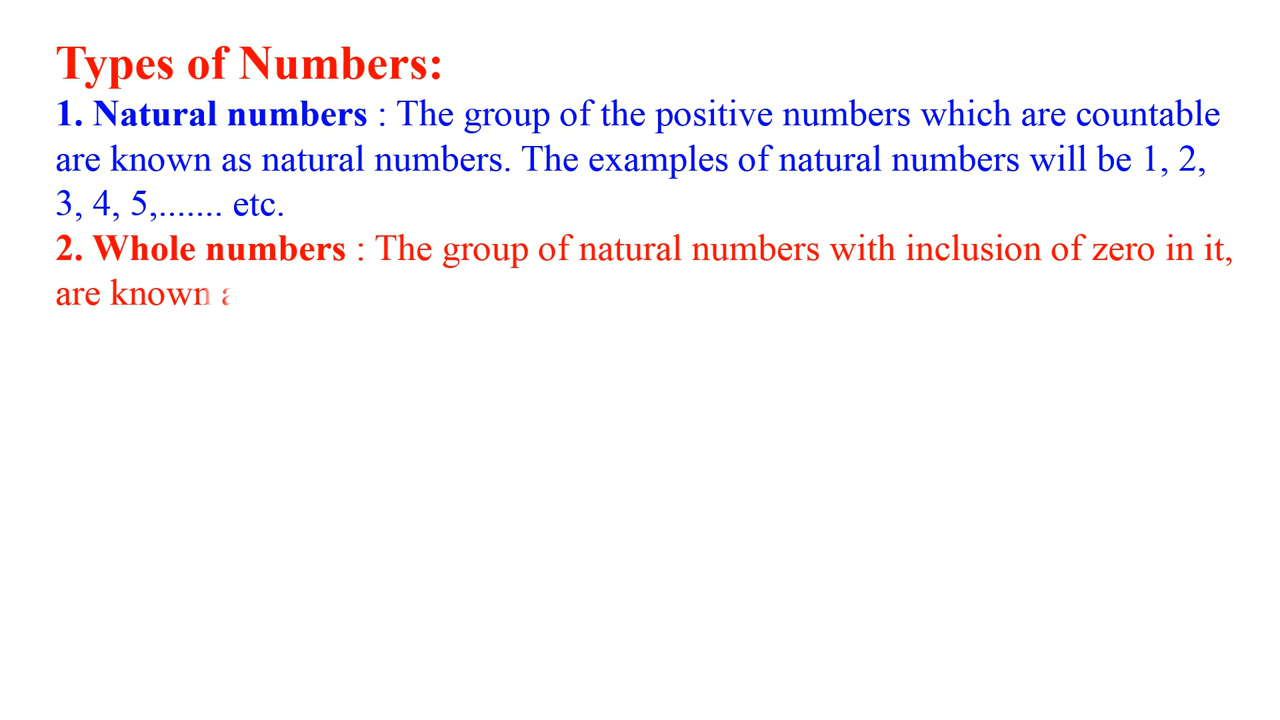 Types of Numbers:
1. Natural numbers : The group of the positive numbers which are countable
are known as natural numbers. The examples of natural numbers will be 1, 2,
3, 4, 5,....... etc.
2. Whole numbers : The group of natural numbers with inclusion of zero in it,
are known